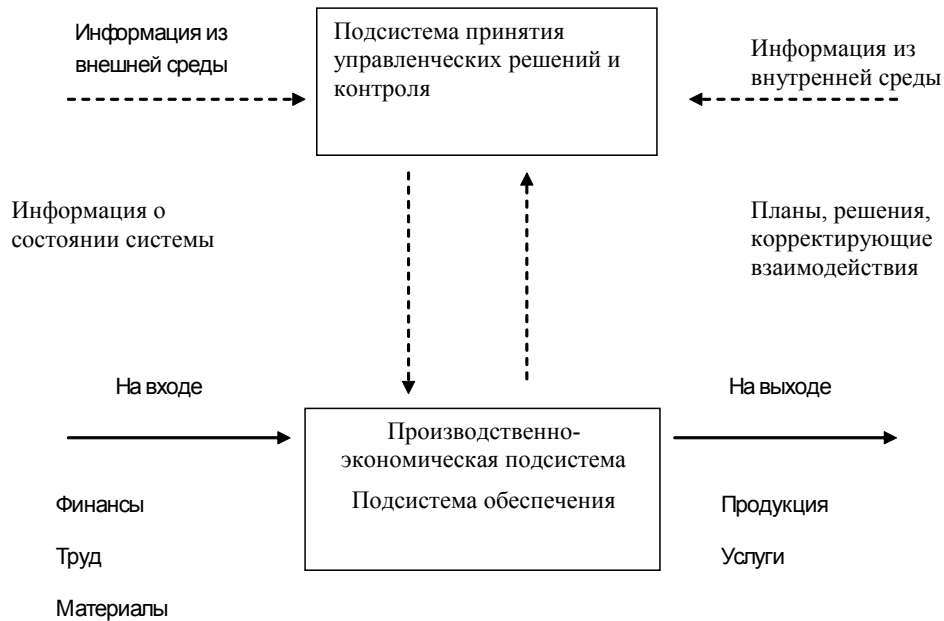 Информация из
внешней среды
Подсистема принятия
управленческих решений и
контроля
Информация из
внутренней среды
Информация о
состоянии системы
Планы, решения,
корректирующие
взаимодействия
На входе
На выходе
Производственно-
экономическая подсистема
Подсистема обеспечения
Финансы
Труд
Материалы
Продукция
Услуги